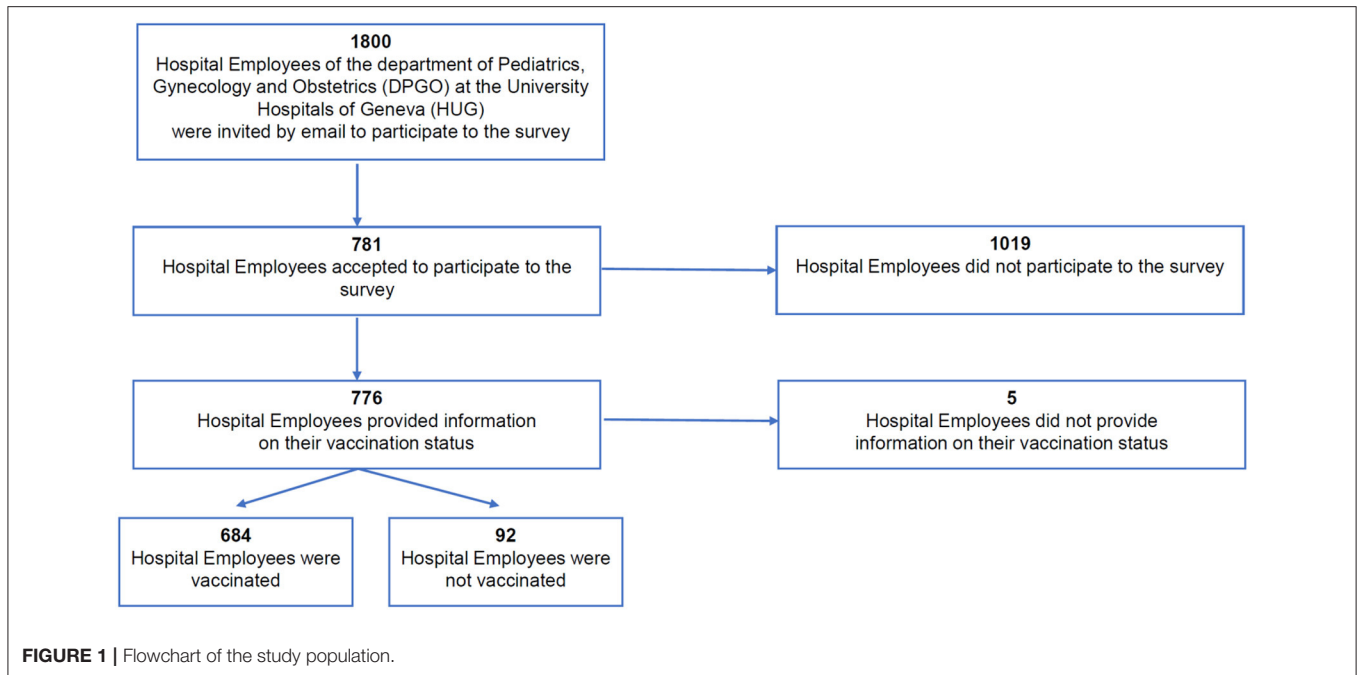 1800
Hospital Employees of the department of Pediatrics,
Gynecology and Obstetrics (DPGO) at the University
Hospitals of Geneva (HUG)
were invited by email to participate to the survey
781
Hospital Employees accepted to participate to the
survey
1019
Hospital Employees did not participate to the survey
776
Hospital Employees provided information
on their vaccination status
5
Hospital Employees did not provide
information on their vaccination status
684
Hospital Employees were
vaccinated
92
Hospital Employees were
not vaccinated
FIGURE 1 | Flowchart of the study population.